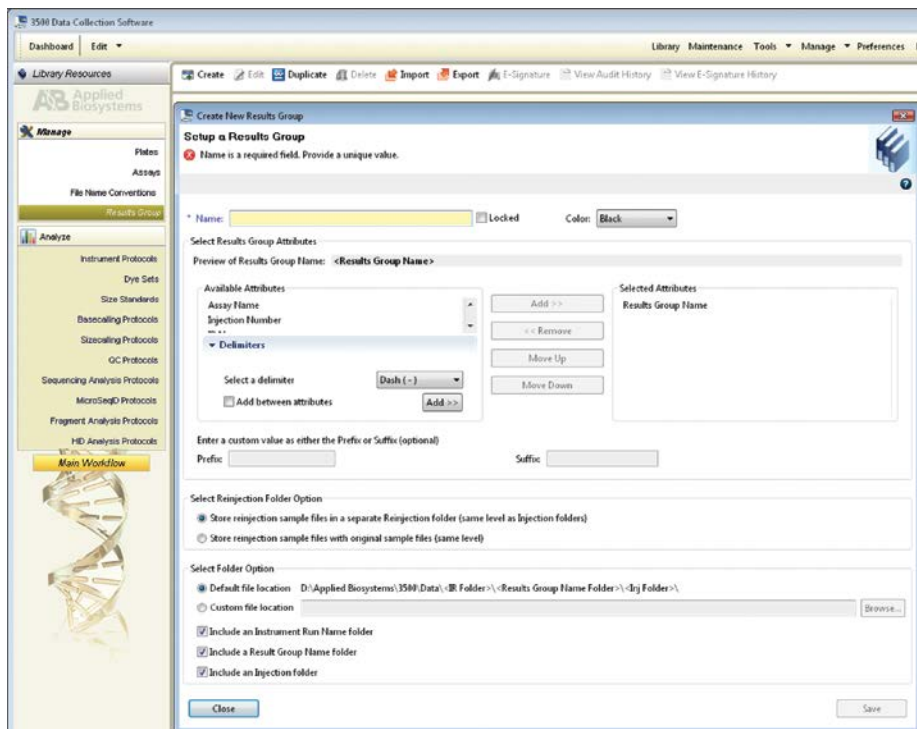 3500 Data Collection Software
Dashboard Edit Library Maintenance Tools Manage Preferences
Library Resources
Create Edit Duplicate Delete Import Export E-Signature View Audit History View E-Signature History
AB Applied Biosystems
Manage
Plates
Assays
File Name Conventions
Results Group
Analyze
Instrument Protocols
Dye Sets
Size Standards
Basecalling Protocols
Sizecalling Protocols
QC Protocols
Sequencing Analysis Protocols
MicroSeqID Protocols
Fragment Analysis Protocols
HID Analysis Protocols
Main Workflow
Create New Results Group
Setup a Results Group
Name is a required field. Provide a unique value.
* Name: Locked Color: Black
Select Results Group Attributes
Preview of Results Group Name: <Results Group Name>
Available Attributes
Assay Name
Injection Number
Delimiters
Select a delimiter Dash ( - )
Add between attributes Add >>
Add >>
<< Remove
Move Up
Move Down
Selected Attributes
Results Group Name
Enter a custom value as either the Prefix or Suffix (optional)
Prefix: Suffix:
Select Reinjection Folder Option
Store reinjection sample files in a separate Reinjection folder (same level as Injection folders)
Store reinjection sample files with original sample files (same level)
Select Folder Option
Default file location D:\Applied Biosystems\3500\Data\<IR Folder>\<Results Group Name Folder>\<Inj Folder>\
Custom file location Browse...
Include an Instrument Run Name folder
Include a Result Group Name folder
Include an Injection folder
Close Save